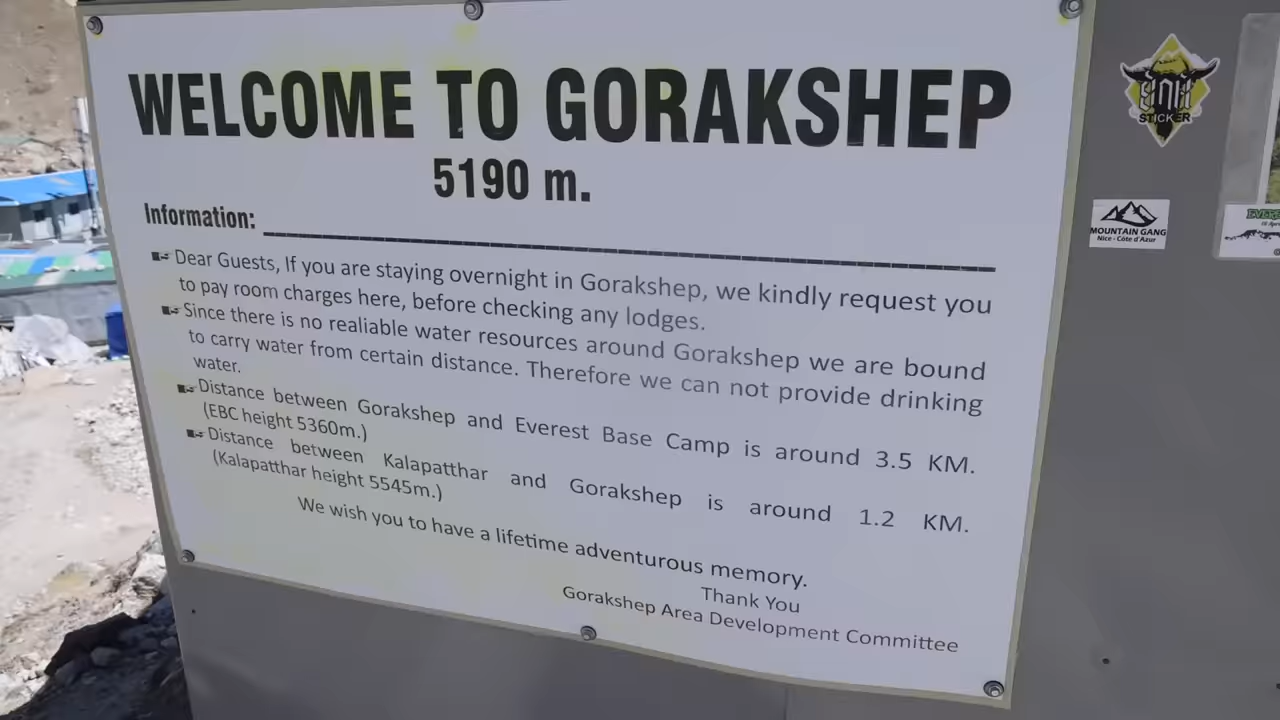 WELCOME TO GORAKSHEP
5190 m.
Information:
Dear Guests, If you are staying overnight in Gorakshep, we kindly request you
to pay room charges here, before checking any lodges.
Since there is no realiable water resources around Gorakshep we are bound
to carry water from certain distance. Therefore we can not provide drinking
water.
Distance between Gorakshep and Everest Base Camp is around 3.5 KM.
(EBC height 5360m.)
Distance between Kalapatthar and Gorakshep is around 1.2 KM.
(Kalapatthar height 5545m.)
We wish you to have a lifetime adventurous memory.
Thank You
Gorakshep Area Development Committee
STICKER
MOUNTAIN GANG
Nice - Côte d'Azur